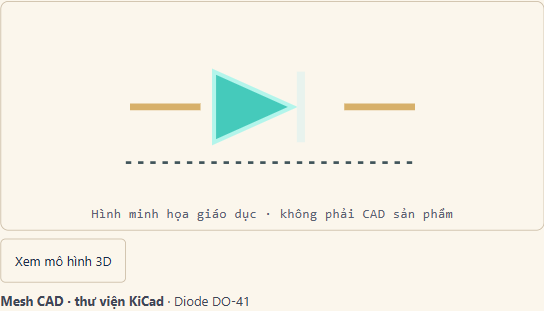 Hình minh họa giáo dục · không phải CAD sản phẩm
Xem mô hình 3D
Mesh CAD · thư viện KiCad · Diode DO-41